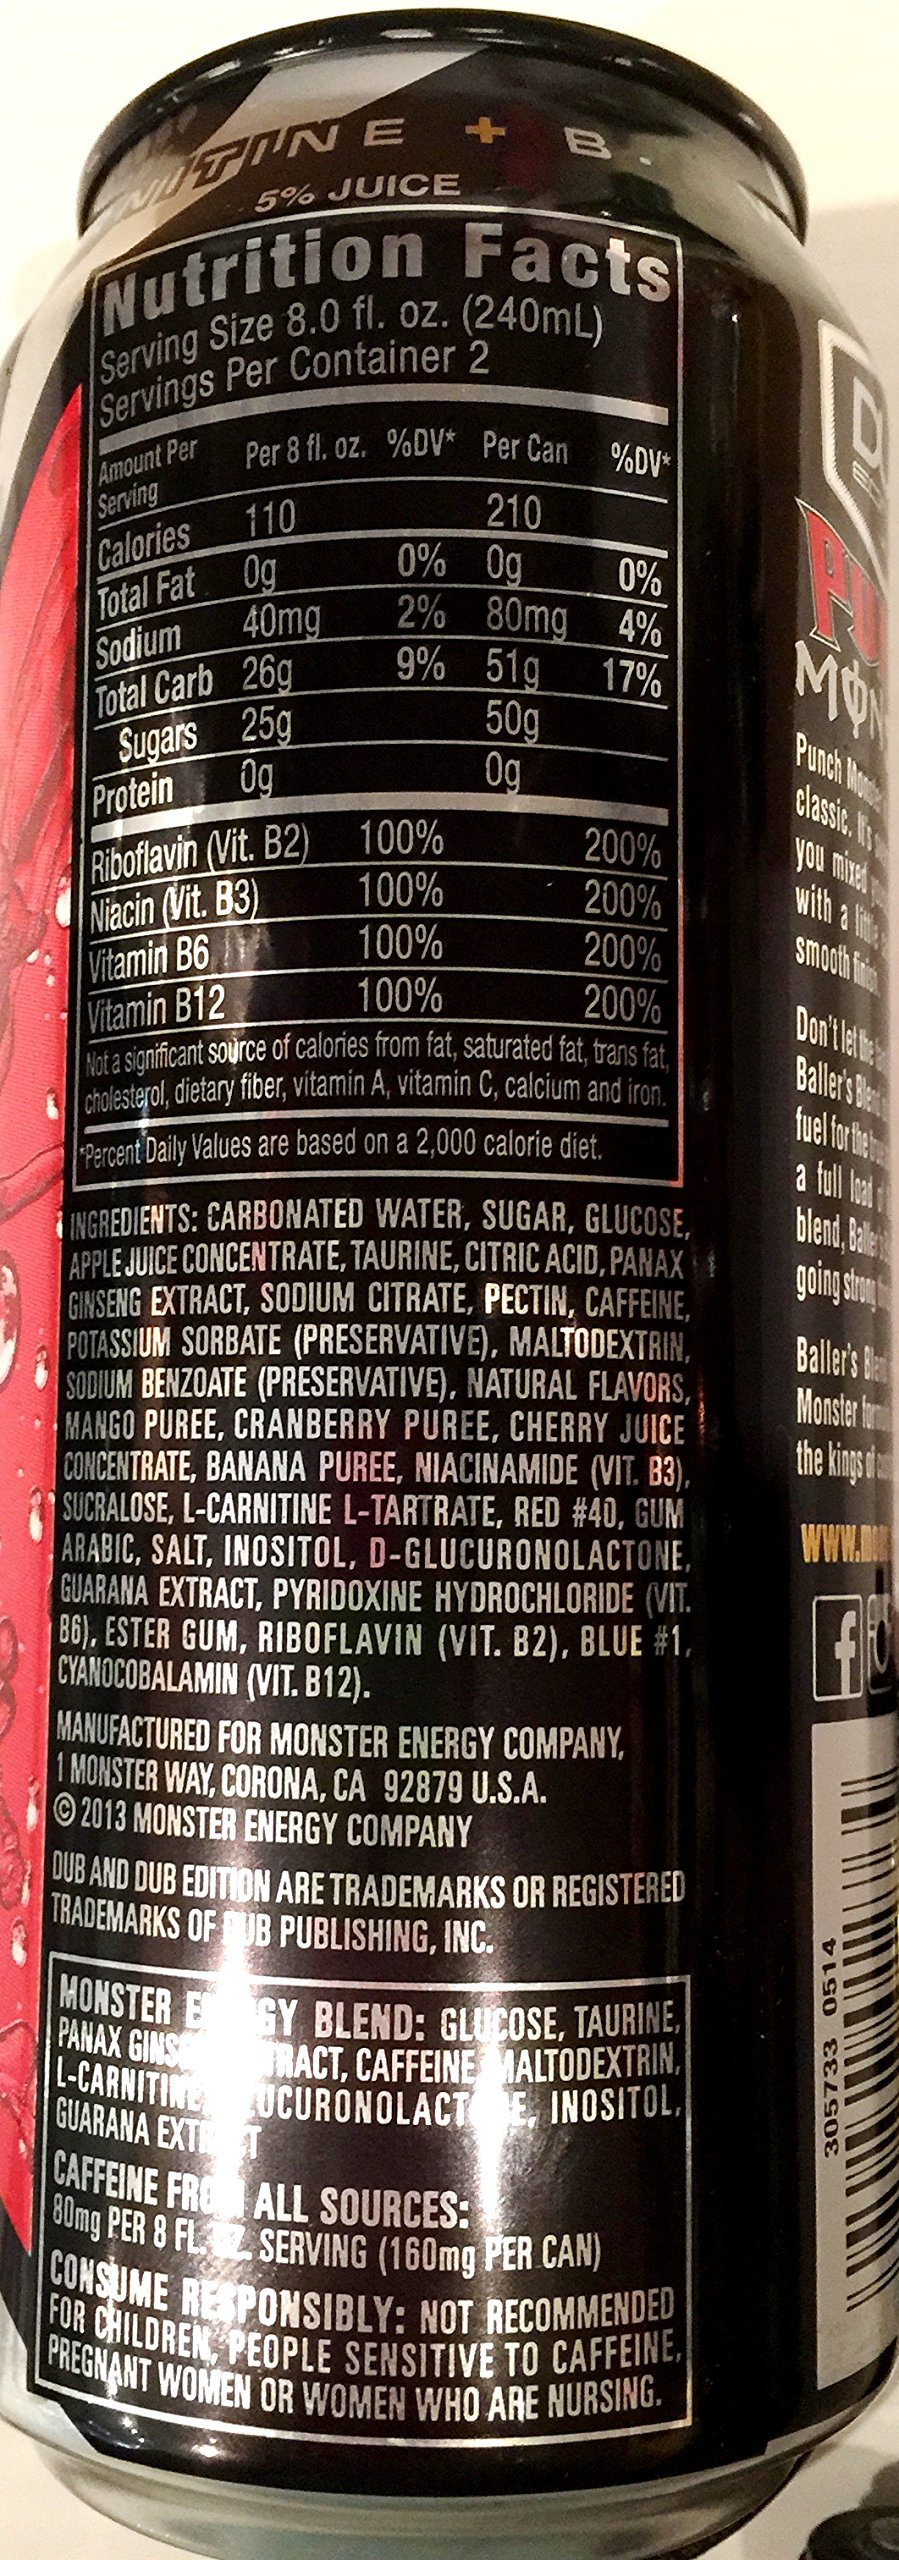 NITINE + B
5% JUICE
Nutrition Facts
Serving Size 8.0 fl. oz. (240mL)
Servings Per Container 2
Amount Per Serving Per 8 fl. oz. %DV* Per Can %DV*
Calories 110 210
Total Fat 0g 0% 0g 0%
Sodium 40mg 2% 80mg 4%
Total Carb 26g 9% 51g 17%
Sugars 25g 50g
Protein 0g 0g
Riboflavin (Vit. B2) 100% 200%
Niacin (Vit. B3) 100% 200%
Vitamin B6 100% 200%
Vitamin B12 100% 200%
Not a significant source of calories from fat, saturated fat, trans fat,
cholesterol, dietary fiber, vitamin A, vitamin C, calcium and iron.
*Percent Daily Values are based on a 2,000 calorie diet.
INGREDIENTS: CARBONATED WATER, SUGAR, GLUCOSE,
APPLE JUICE CONCENTRATE, TAURINE, CITRIC ACID, PANAX
GINSENG EXTRACT, SODIUM CITRATE, PECTIN, CAFFEINE,
POTASSIUM SORBATE (PRESERVATIVE), MALTODEXTRIN,
SODIUM BENZOATE (PRESERVATIVE), NATURAL FLAVORS,
MANGO PUREE, CRANBERRY PUREE, CHERRY JUICE
CONCENTRATE, BANANA PUREE, NIACINAMIDE (VIT. B3),
SUCRALOSE, L-CARNITINE L-TARTRATE, RED #40, GUM
ARABIC, SALT, INOSITOL, D-GLUCURONOLACTONE,
GUARANA EXTRACT, PYRIDOXINE HYDROCHLORIDE (VIT.
B6), ESTER GUM, RIBOFLAVIN (VIT. B2), BLUE #1,
CYANOCOBALAMIN (VIT. B12).
MANUFACTURED FOR MONSTER ENERGY COMPANY,
1 MONSTER WAY, CORONA, CA 92879 U.S.A.
© 2013 MONSTER ENERGY COMPANY
DUB AND DUB EDITION ARE TRADEMARKS OR REGISTERED
TRADEMARKS OF DUB PUBLISHING, INC.
MONSTER ENERGY BLEND: GLUCOSE, TAURINE,
PANAX GINSENG EXTRACT, CAFFEINE, MALTODEXTRIN,
L-CARNITINE, GLUCURONOLACTONE, INOSITOL,
GUARANA EXTRACT
CAFFEINE FROM ALL SOURCES:
80mg PER 8 FL. OZ. SERVING (160mg PER CAN)
CONSUME RESPONSIBLY: NOT RECOMMENDED
FOR CHILDREN, PEOPLE SENSITIVE TO CAFFEINE,
PREGNANT WOMEN OR WOMEN WHO ARE NURSING.
Punch
classic.
you mixed
with a little
smooth
Don't let the
Baller's Blend
fuel for the
a full load
blend,
going strong
Baller's
Monster
the kings of
www.
f
305733 0514